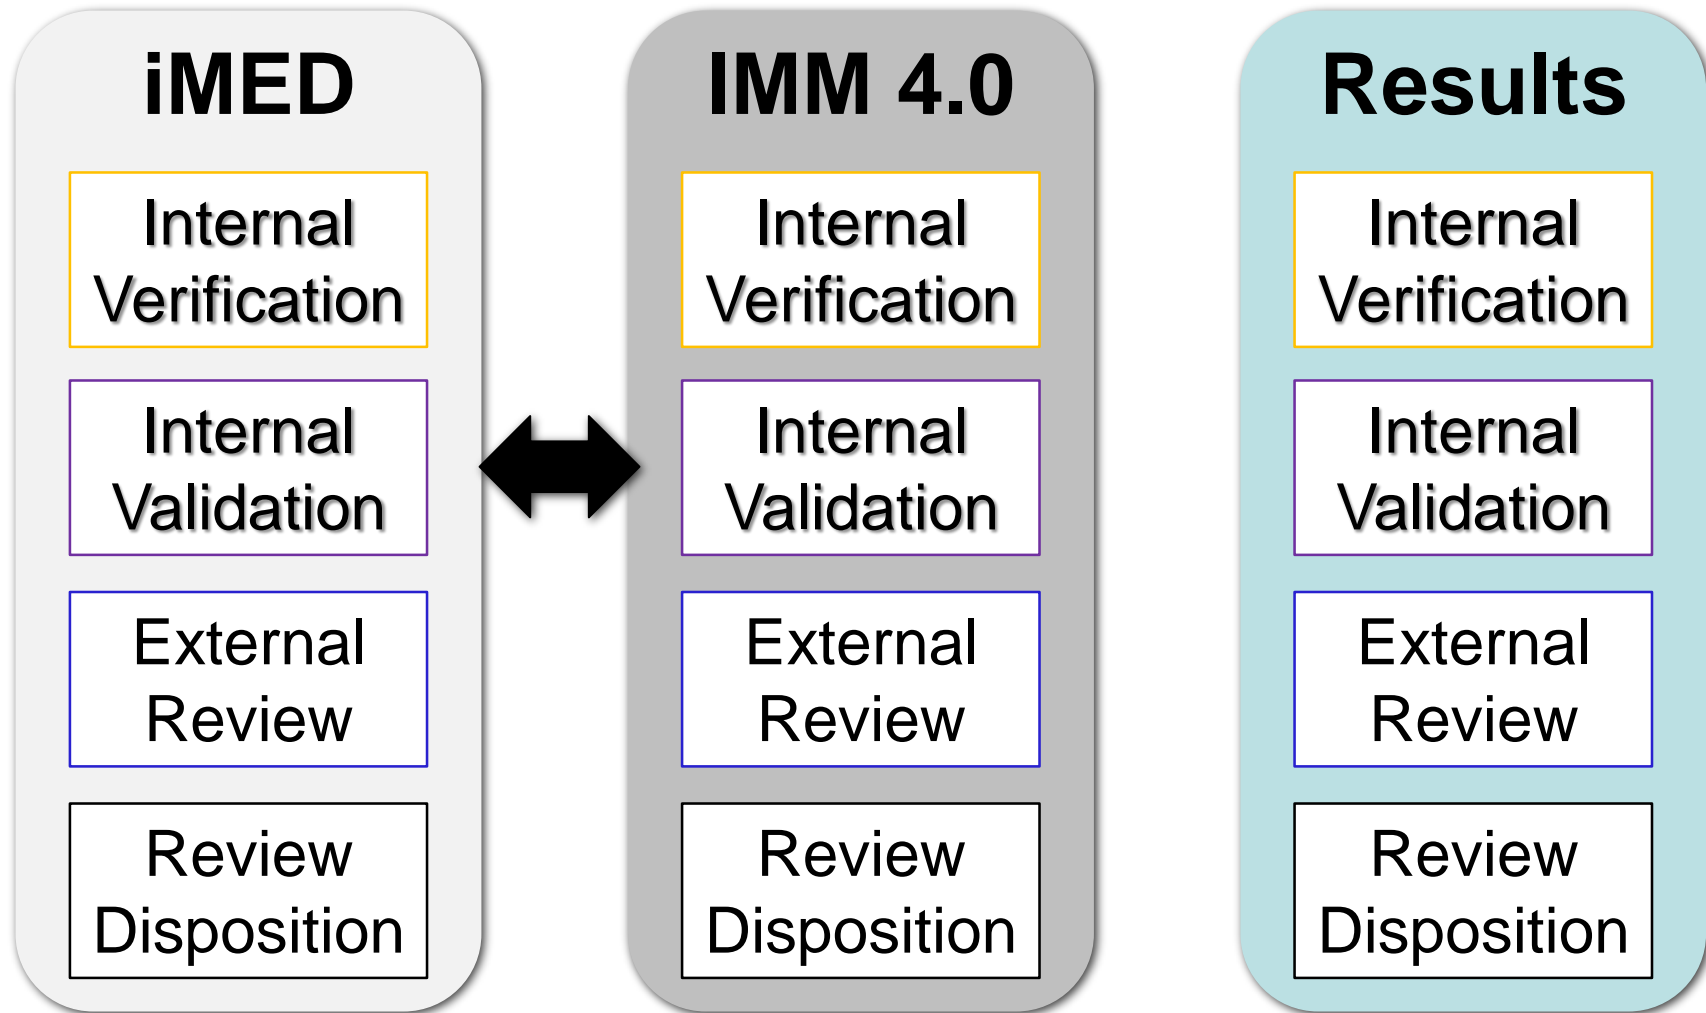 iMED
Internal
Verification
Internal
Validation
External
Review
Review
Disposition
IMM 4.0
Internal
Verification
Internal
Validation
External
Review
Review
Disposition
Results
Internal
Verification
Internal
Validation
External
Review
Review
Disposition